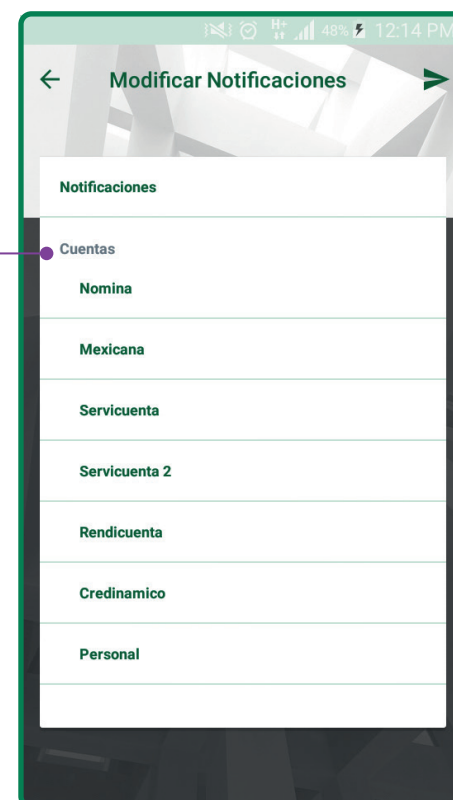 H+ 48% 12:14 PM
Modificar Notificaciones
Notificaciones
Cuentas
Nomina
Mexicana
Servicuenta
Servicuenta 2
Rendicuenta
Credinamico
Personal